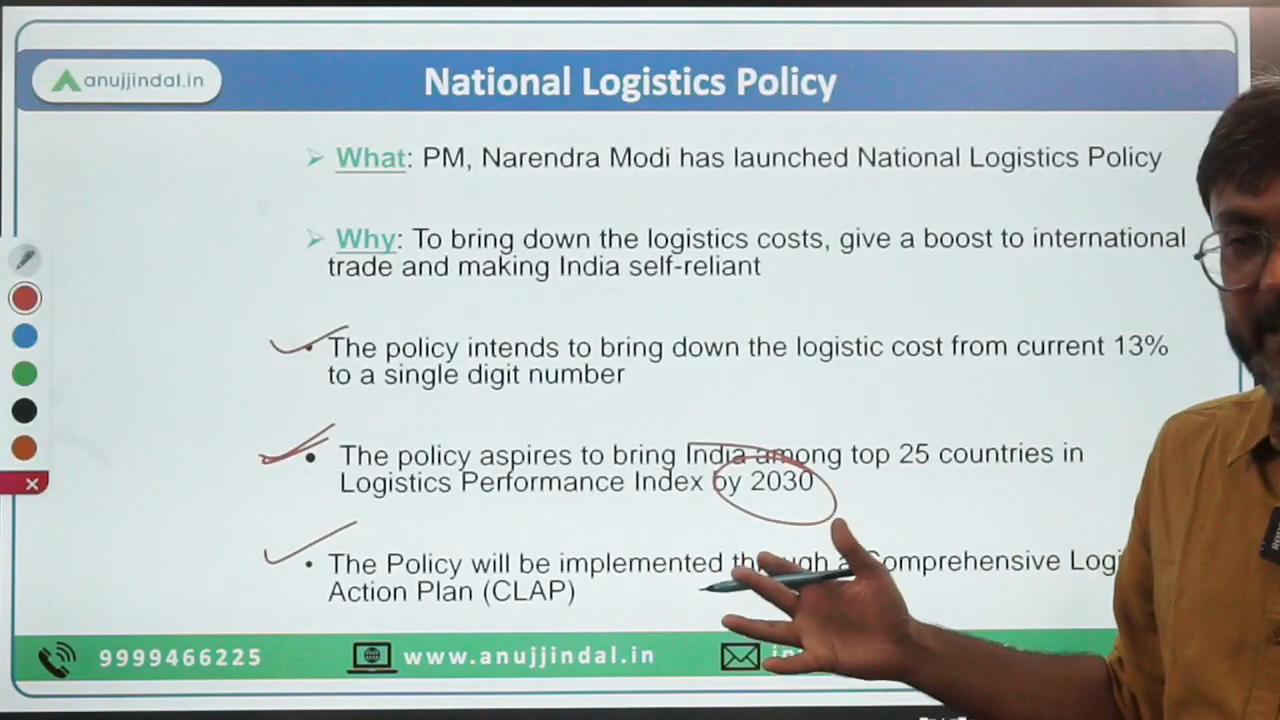 anujjindal.in
National Logistics Policy
What: PM, Narendra Modi has launched National Logistics Policy
Why: To bring down the logistics costs, give a boost to international
trade and making India self-reliant
• The policy intends to bring down the logistic cost from current 13%
to a single digit number
• The policy aspires to bring India among top 25 countries in
Logistics Performance Index by 2030
• The Policy will be implemented through a Comprehensive
Action Plan (CLAP)
9999466225
www.anujjindal.in